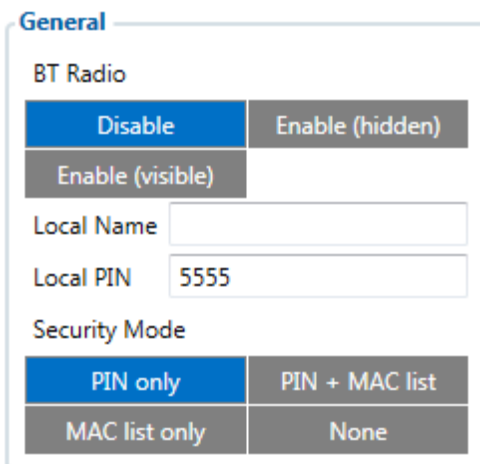 General
BT Radio
Disable Enable (hidden)
Enable (visible)
Local Name
Local PIN 5555
Security Mode
PIN only PIN + MAC list
MAC list only None